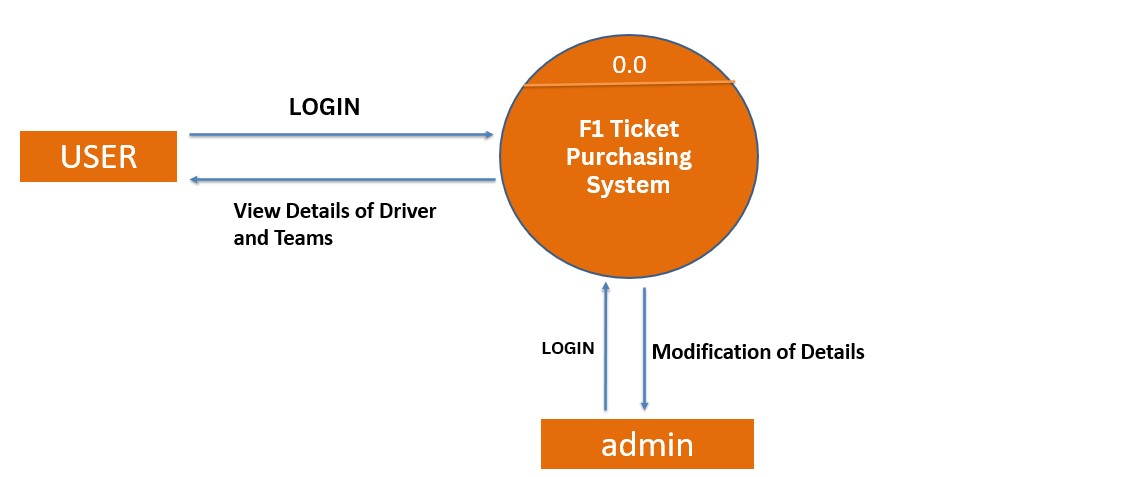 0.0
LOGIN
F1 Ticket
Purchasing
System
USER
View Details of Driver
and Teams
LOGIN
Modification of Details
admin